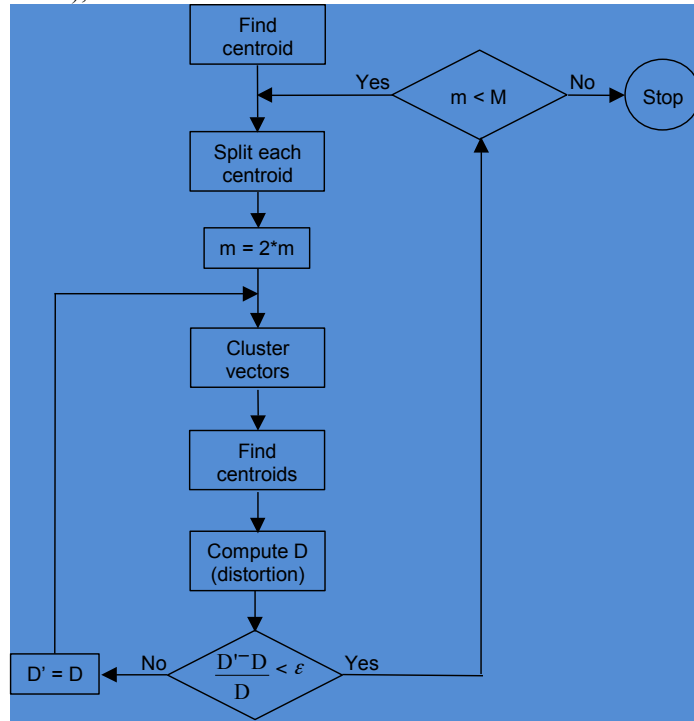 Find
centroid
Yes
m < M
No
Stop
Split each
centroid
m = 2*m
Cluster
vectors
Find
centroids
Compute D
(distortion)
D' = D
No
D'−D
D
< ε
Yes